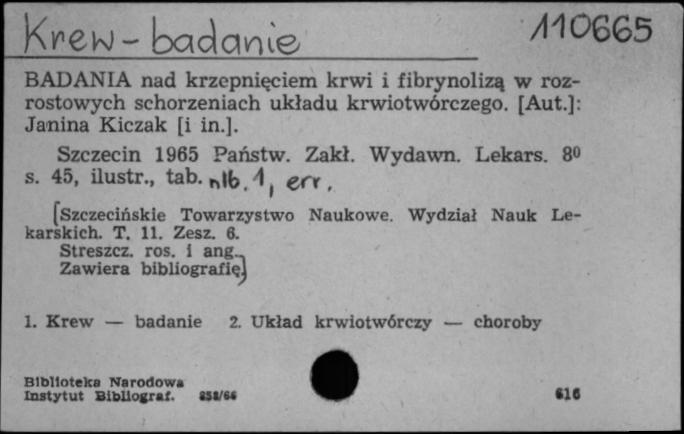 Krew - badanie 110665
BADANIA nad krzepnięciem krwi i fibrynolizą w roz-
rostowych schorzeniach układu krwiotwórczego. [Aut.]:
Janina Kiczak [i in.].
Szczecin 1965 Państw. Zakł. Wydawn. Lekars. 8⁰
s. 45, ilustr., tab. nlb. 1, err.
[Szczecińskie Towarzystwo Naukowe. Wydział Nauk Le-
karskich. T. 11. Zesz. 6.
Streszcz. ros. i ang.
Zawiera bibliografię]
1. Krew — badanie 2. Układ krwiotwórczy — choroby
Biblioteka Narodowa
Instytut Bibliograf. 858/66 616